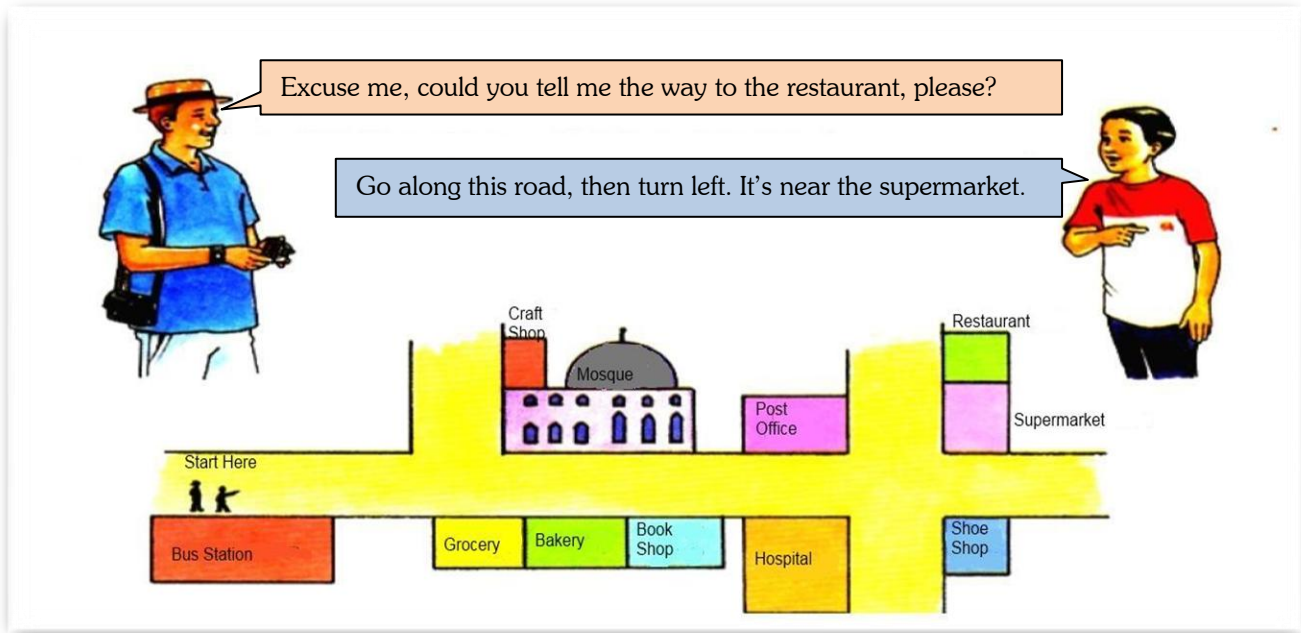 Excuse me, could you tell me the way to the restaurant, please?
Go along this road, then turn left. It’s near the supermarket.
Craft
Shop
Restaurant
Mosque
Post
Office
Supermarket
Start Here
Bus Station
Grocery
Bakery
Book
Shop
Hospital
Shoe
Shop